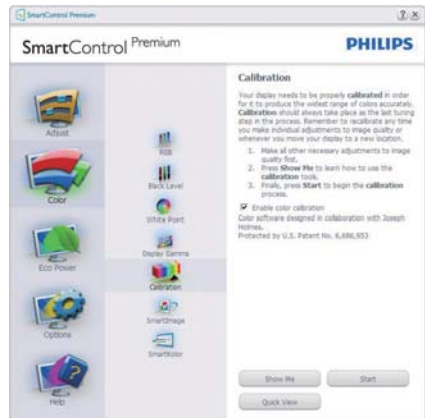 SmartControl Premium
SmartControl Premium
PHILIPS
Adjust
Color
Eco Power
Options
Help
RGB
Black Level
White Point
Display Gamma
Calibration
SmartImage
SmartKolor
Calibration
Your display needs to be properly calibrated in order
for it to produce the widest range of colors accurately.
Calibration should always take place as the last tuning
step in the process. Remember to recalibrate any time
you make individual adjustments to image quality or
whenever you move your display to a new location.
1. Make all other necessary adjustments to image
quality first.
2. Press Show Me to learn how to use the
calibration tools.
3. Finally, press Start to begin the calibration
process.
Enable color calibration
Color software designed in collaboration with Joseph
Holmes.
Protected by U.S. Patent No. 6,686,953
Show Me
Start
Quick View